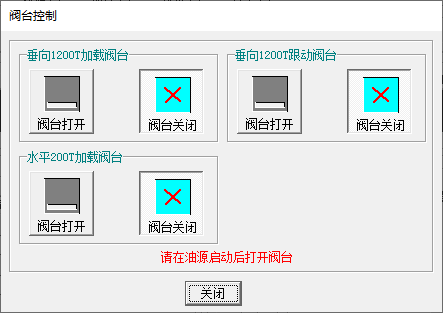 阀台控制
垂向1200T加载阀台
垂向1200T跟动阀台
阀台打开
阀台关闭
阀台打开
阀台关闭
水平200T加载阀台
阀台打开
阀台关闭
请在油源启动后打开阀台
关闭